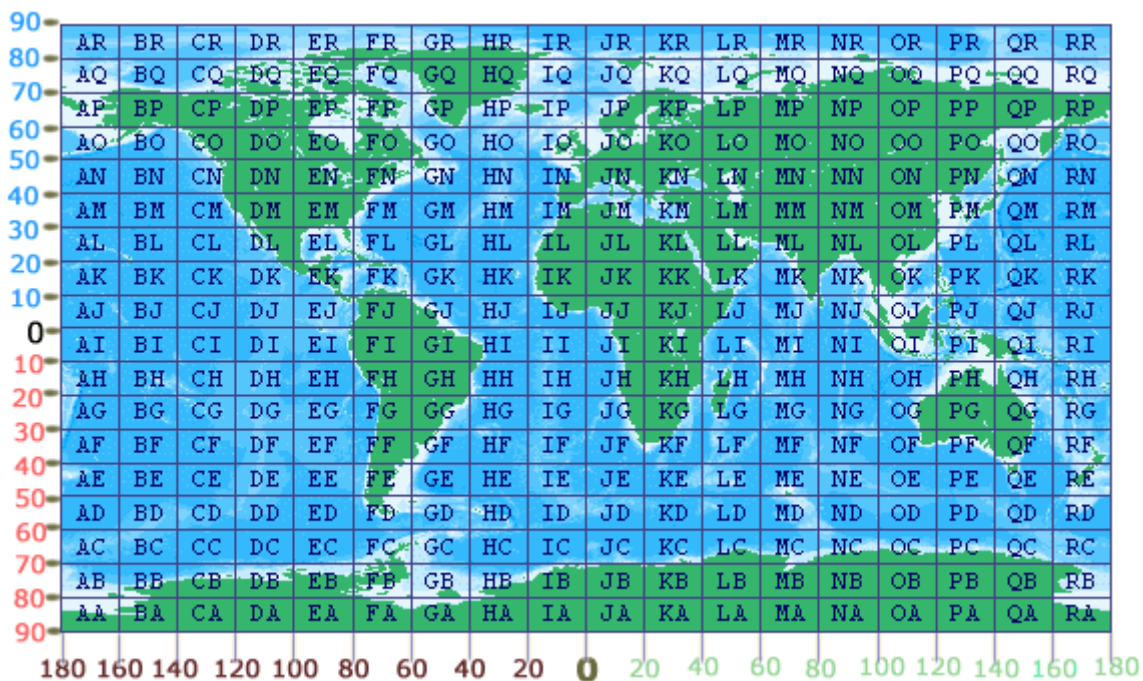 90
AR BR CR DR ER FR GR HR IR JR KR LR MR NR OR PR QR RR
80
AQ BQ CQ DQ EQ FQ GQ HQ IQ JQ KQ LQ MQ NQ OQ PQ QQ RQ
70
AP BP CP DP EP FP GP HP IP JP KP LP MP NP OP PP QP RP
60
AO BO CO DO EO FO GO HO IO JO KO LO MO NO OO PO QO RO
50
AN BN CN DN EN FN GN HN IN JN KN LN MN NN ON PN QN RN
40
AM BM CM DM EM FM GM HM IM JM KM LM MM NM OM PM QM RM
30
AL BL CL DL EL FL GL HL IL JL KL LL ML NL OL PL QL RL
20
AK BK CK DK EK FK GK HK IK JK KK LK MK NK OK PK QK RK
10
AJ BJ CJ DJ EJ FJ GJ HJ IJ JJ KJ LJ MJ NJ OJ PJ QJ RJ
0
AI BI CI DI EI FI GI HI II JI KI LI MI NI OI PI QI RI
10
AH BH CH DH EH FH GH HH IH JH KH LH MH NH OH PH QH RH
20
AG BG CG DG EG FG GG HG IG JG KG LG MG NG OG PG QG RG
30
AF BF CF DF EF FF GF HF IF JF KF LF MF NF OF PF QF RF
40
AE BE CE DE EE FE GE HE IE JE KE LE ME NE OE PE QE RE
50
AD BD CD DD ED FD GD HD ID JD KD LD MD ND OD PD QD RD
60
AC BC CC DC EC FC GC HC IC JC KC LC MC NC OC PC QC RC
70
AB BB CB DB EB FB GB HB IB JB KB LB MB NB OB PB QB RB
80
AA BA CA DA EA FA GA HA IA JA KA LA MA NA OA PA QA RA
90
180 160 140 120 100 80 60 40 20 0 20 40 60 80 100 120 140 160 180